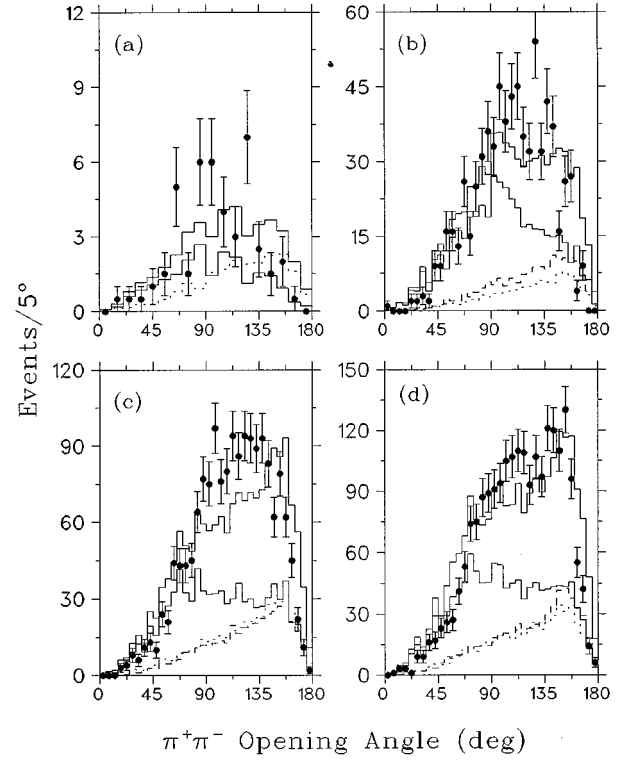 12 (a) 9 6 3 0 0 45 90 135 180
60 (b) 45 30 15 0 0 45 90 135 180
Events/5°
120 (c) 90 60 30 0 0 45 90 135 180
150 (d) 120 90 60 30 0 0 45 90 135 180
π⁺π⁻ Opening Angle (deg)